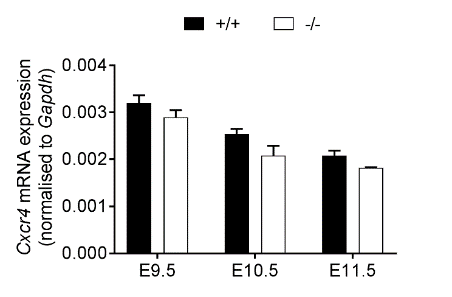 +/+ -/-
Cxcr4 mRNA expression
(normalised to Gapdh)
0.004
0.003
0.002
0.001
0.000
E9.5 E10.5 E11.5